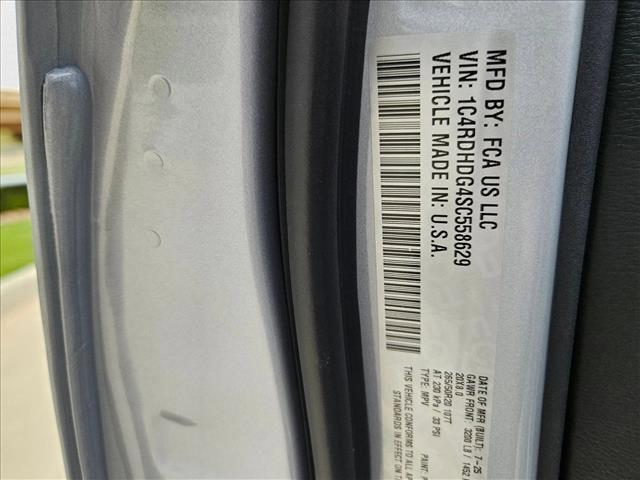 MFD BY: FCA US LLC
VIN: 1C4RDHDG4SC558629
VEHICLE MADE IN: U.S.A.
DATE OF MFR (BUILT): 7-25
GAWR FRONT: 3200 LB / 1452
20X8.0
265/50R20 107T
AT 230 kPa / 33 PSI
TYPE: MPV
PAINT:
THIS VEHICLE CONFORMS TO ALL AP
STANDARDS IN EFFECT ON T